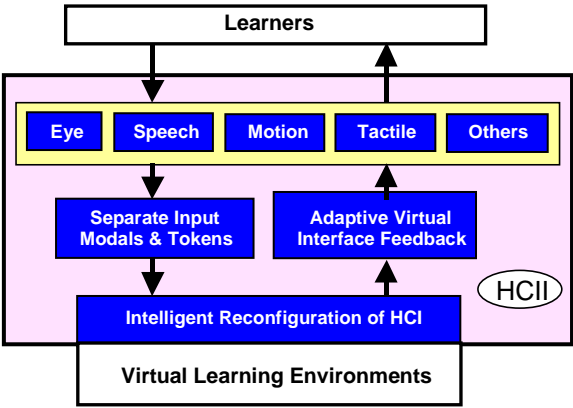 Learners
Eye
Speech
Motion
Tactile
Others
Separate Input
Modals & Tokens
Adaptive Virtual
Interface Feedback
HCII
Intelligent Reconfiguration of HCI
Virtual Learning Environments